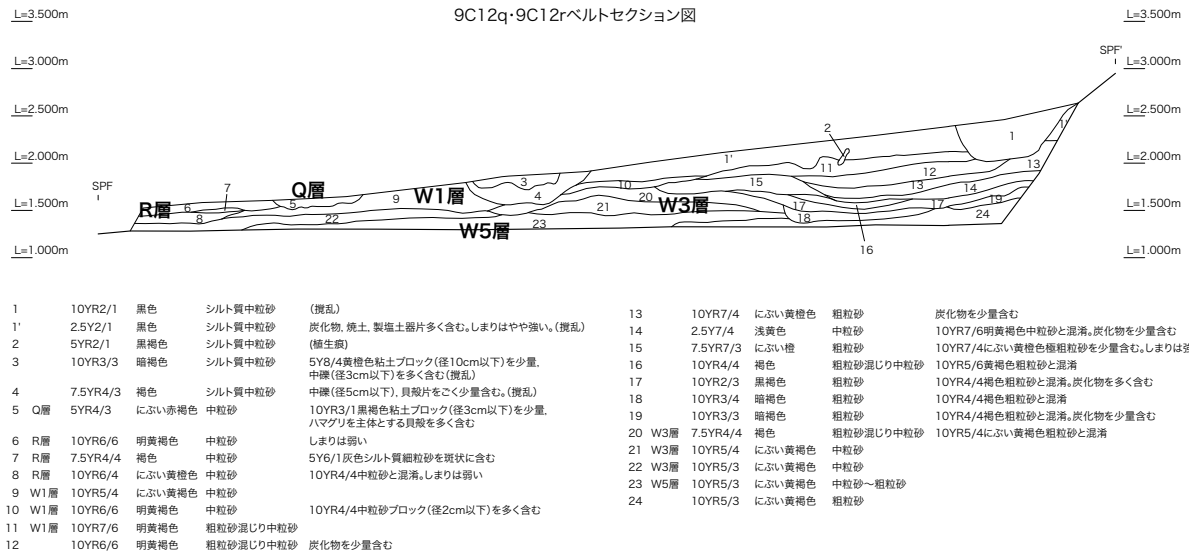 9C12q・9C12rベルトセクション図
L=3.500m
L=3.000m
L=2.500m
L=2.000m
L=1.500m
L=1.000m
L=3.500m
L=3.000m
L=2.500m
L=2.000m
L=1.500m
L=1.000m
SPF
SPF'
R層
Q層
W1層
W3層
W5層
6
7
8
5
9
22
3
4
10
20
21
23
1'
2
11
15
12
13
14
17
18
16
17
19
24
13
1
1'
1 10YR2/1 黒色 シルト質中粒砂 (撹乱)
1' 2.5Y2/1 黒色 シルト質中粒砂 炭化物, 焼土, 製塩土器片多く含む。しまりはやや強い。(撹乱)
2 5YR2/1 黒褐色 シルト質中粒砂 (植生痕)
3 10YR3/3 暗褐色 シルト質中粒砂 5Y8/4黄橙色粘土ブロック(径10cm以下)を少量,
中礫(径3cm以下)を多く含む(撹乱)
4 7.5YR4/3 褐色 シルト質中粒砂 中礫(径5cm以下), 貝殻片をごく少量含む。(撹乱)
5 Q層 5YR4/3 にぶい赤褐色 中粒砂 10YR3/1黒褐色粘土ブロック(径3cm以下)を少量,
ハマグリを主体とする貝殻を多く含む
6 R層 10YR6/6 明黄褐色 中粒砂 しまりは弱い
7 R層 7.5YR4/4 褐色 中粒砂 5Y6/1灰色シルト質細粒砂を斑状に含む
8 R層 10YR6/4 にぶい黄橙色 中粒砂 10YR4/4中粒砂と混淆。しまりは弱い
9 W1層 10YR5/4 にぶい黄褐色 中粒砂
10 W1層 10YR6/6 明黄褐色 中粒砂 10YR4/4中粒砂ブロック(径2cm以下)を多く含む
11 W1層 10YR7/6 明黄褐色 粗粒砂混じり中粒砂
12 10YR6/6 明黄褐色 粗粒砂混じり中粒砂 炭化物を少量含む
13 10YR7/4 にぶい黄橙色 粗粒砂 炭化物を少量含む
14 2.5Y7/4 浅黄色 中粒砂 10YR7/6明黄褐色中粒砂と混淆。炭化物を少量含む
15 7.5YR7/3 にぶい橙 粗粒砂 10YR7/4にぶい黄橙色極粗粒砂を少量含む。しまりは強
16 10YR4/4 褐色 粗粒砂混じり中粒砂 10YR5/6黄褐色粗粒砂と混淆
17 10YR2/3 黒褐色 粗粒砂 10YR4/4褐色粗粒砂と混淆。炭化物を多く含む
18 10YR3/4 暗褐色 粗粒砂 10YR4/4褐色粗粒砂と混淆
19 10YR3/3 暗褐色 粗粒砂 10YR4/4褐色粗粒砂と混淆。炭化物を少量含む
20 W3層 7.5YR4/4 褐色 粗粒砂混じり中粒砂 10YR5/4にぶい黄褐色粗粒砂と混淆
21 W3層 10YR5/4 にぶい黄褐色 中粒砂
22 W3層 10YR5/3 にぶい黄褐色 中粒砂
23 W5層 10YR5/3 にぶい黄褐色 中粒砂～粗粒砂
24 10YR5/3 にぶい黄褐色 粗粒砂